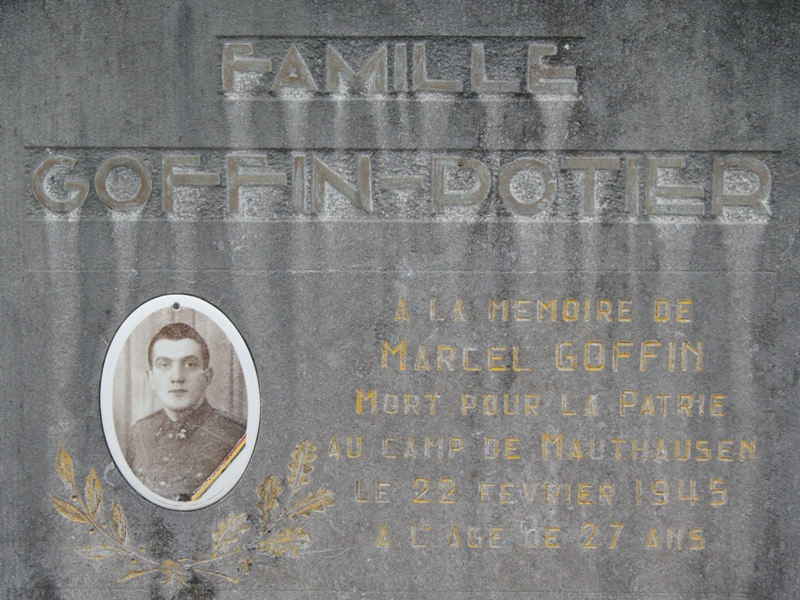 FAMILLE
GOFFIN-POTIER
A LA MEMOIRE DE
MARCEL GOFFIN
MORT POUR LA PATRIE
AU CAMP DE MAUTHAUSEN
LE 22 FEVRIER 1945
A L'AGE DE 27 ANS